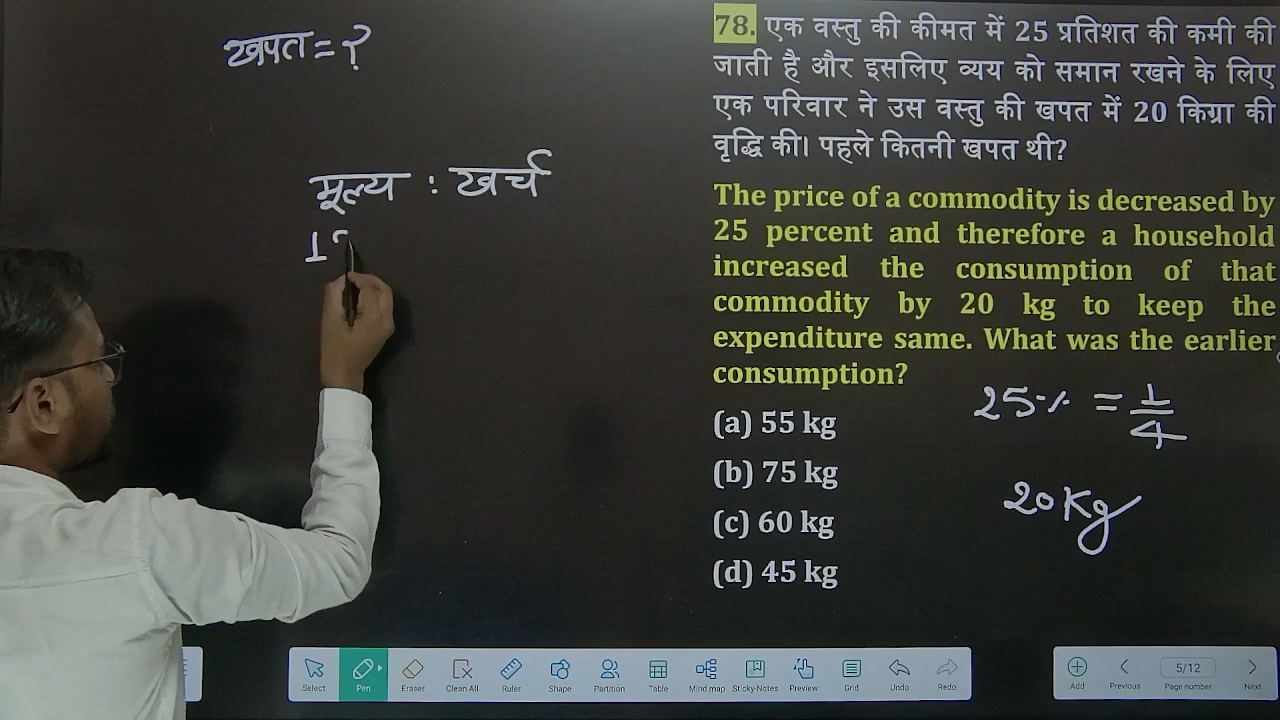 खपत = ?
मूल्य : खर्च
1
78. एक वस्तु की कीमत में 25 प्रतिशत की कमी की
जाती है और इसलिए व्यय को समान रखने के लिए
एक परिवार ने उस वस्तु की खपत में 20 किग्रा की
वृद्धि की। पहले कितनी खपत थी?
The price of a commodity is decreased by
25 percent and therefore a household
increased the consumption of that
commodity by 20 kg to keep the
expenditure same. What was the earlier
consumption?
25% = 1/4
(a) 55 kg
(b) 75 kg
20 Kg
(c) 60 kg
(d) 45 kg
Select Pen Eraser Clean All Ruler Shape Partition Table Mind map Sticky-Notes Preview Grid Undo Redo
Add Previous 5/12 Page number Next